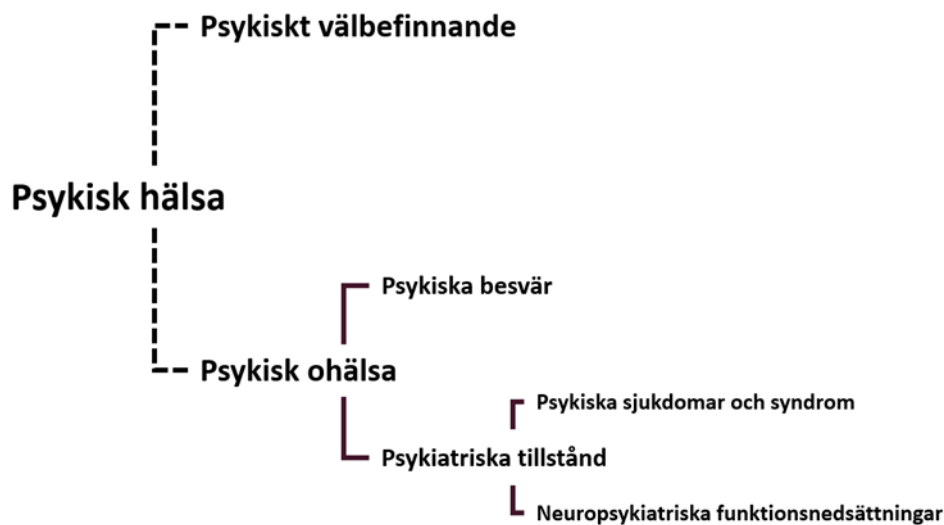 Psykiskt välbefinnande
Psykisk hälsa
Psykiska besvär
Psykisk ohälsa
Psykiska sjukdomar och syndrom
Psykiatriska tillstånd
Neuropsykiatriska funktionsnedsättningar